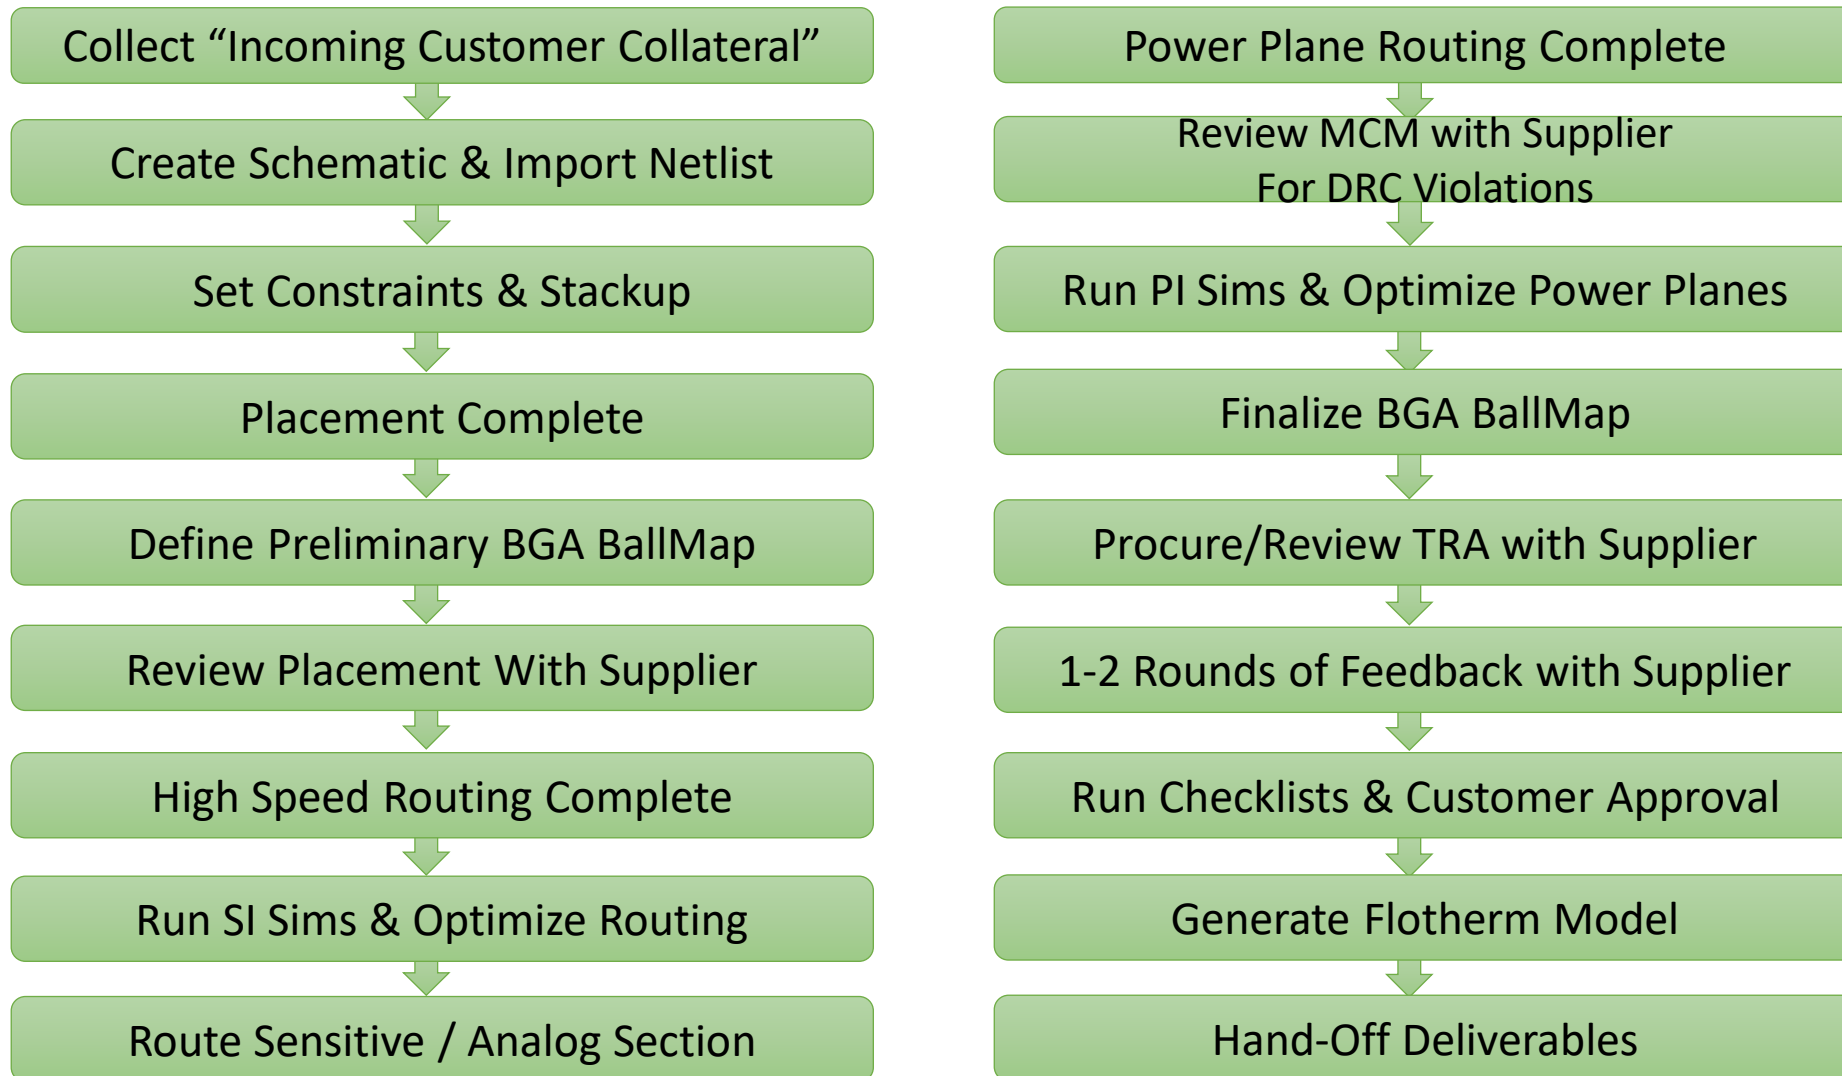 Collect “Incoming Customer Collateral”
Create Schematic & Import Netlist
Set Constraints & Stackup
Placement Complete
Define Preliminary BGA BallMap
Review Placement With Supplier
High Speed Routing Complete
Run SI Sims & Optimize Routing
Route Sensitive / Analog Section
Power Plane Routing Complete
Review MCM with Supplier
For DRC Violations
Run PI Sims & Optimize Power Planes
Finalize BGA BallMap
Procure/Review TRA with Supplier
1-2 Rounds of Feedback with Supplier
Run Checklists & Customer Approval
Generate Flotherm Model
Hand-Off Deliverables